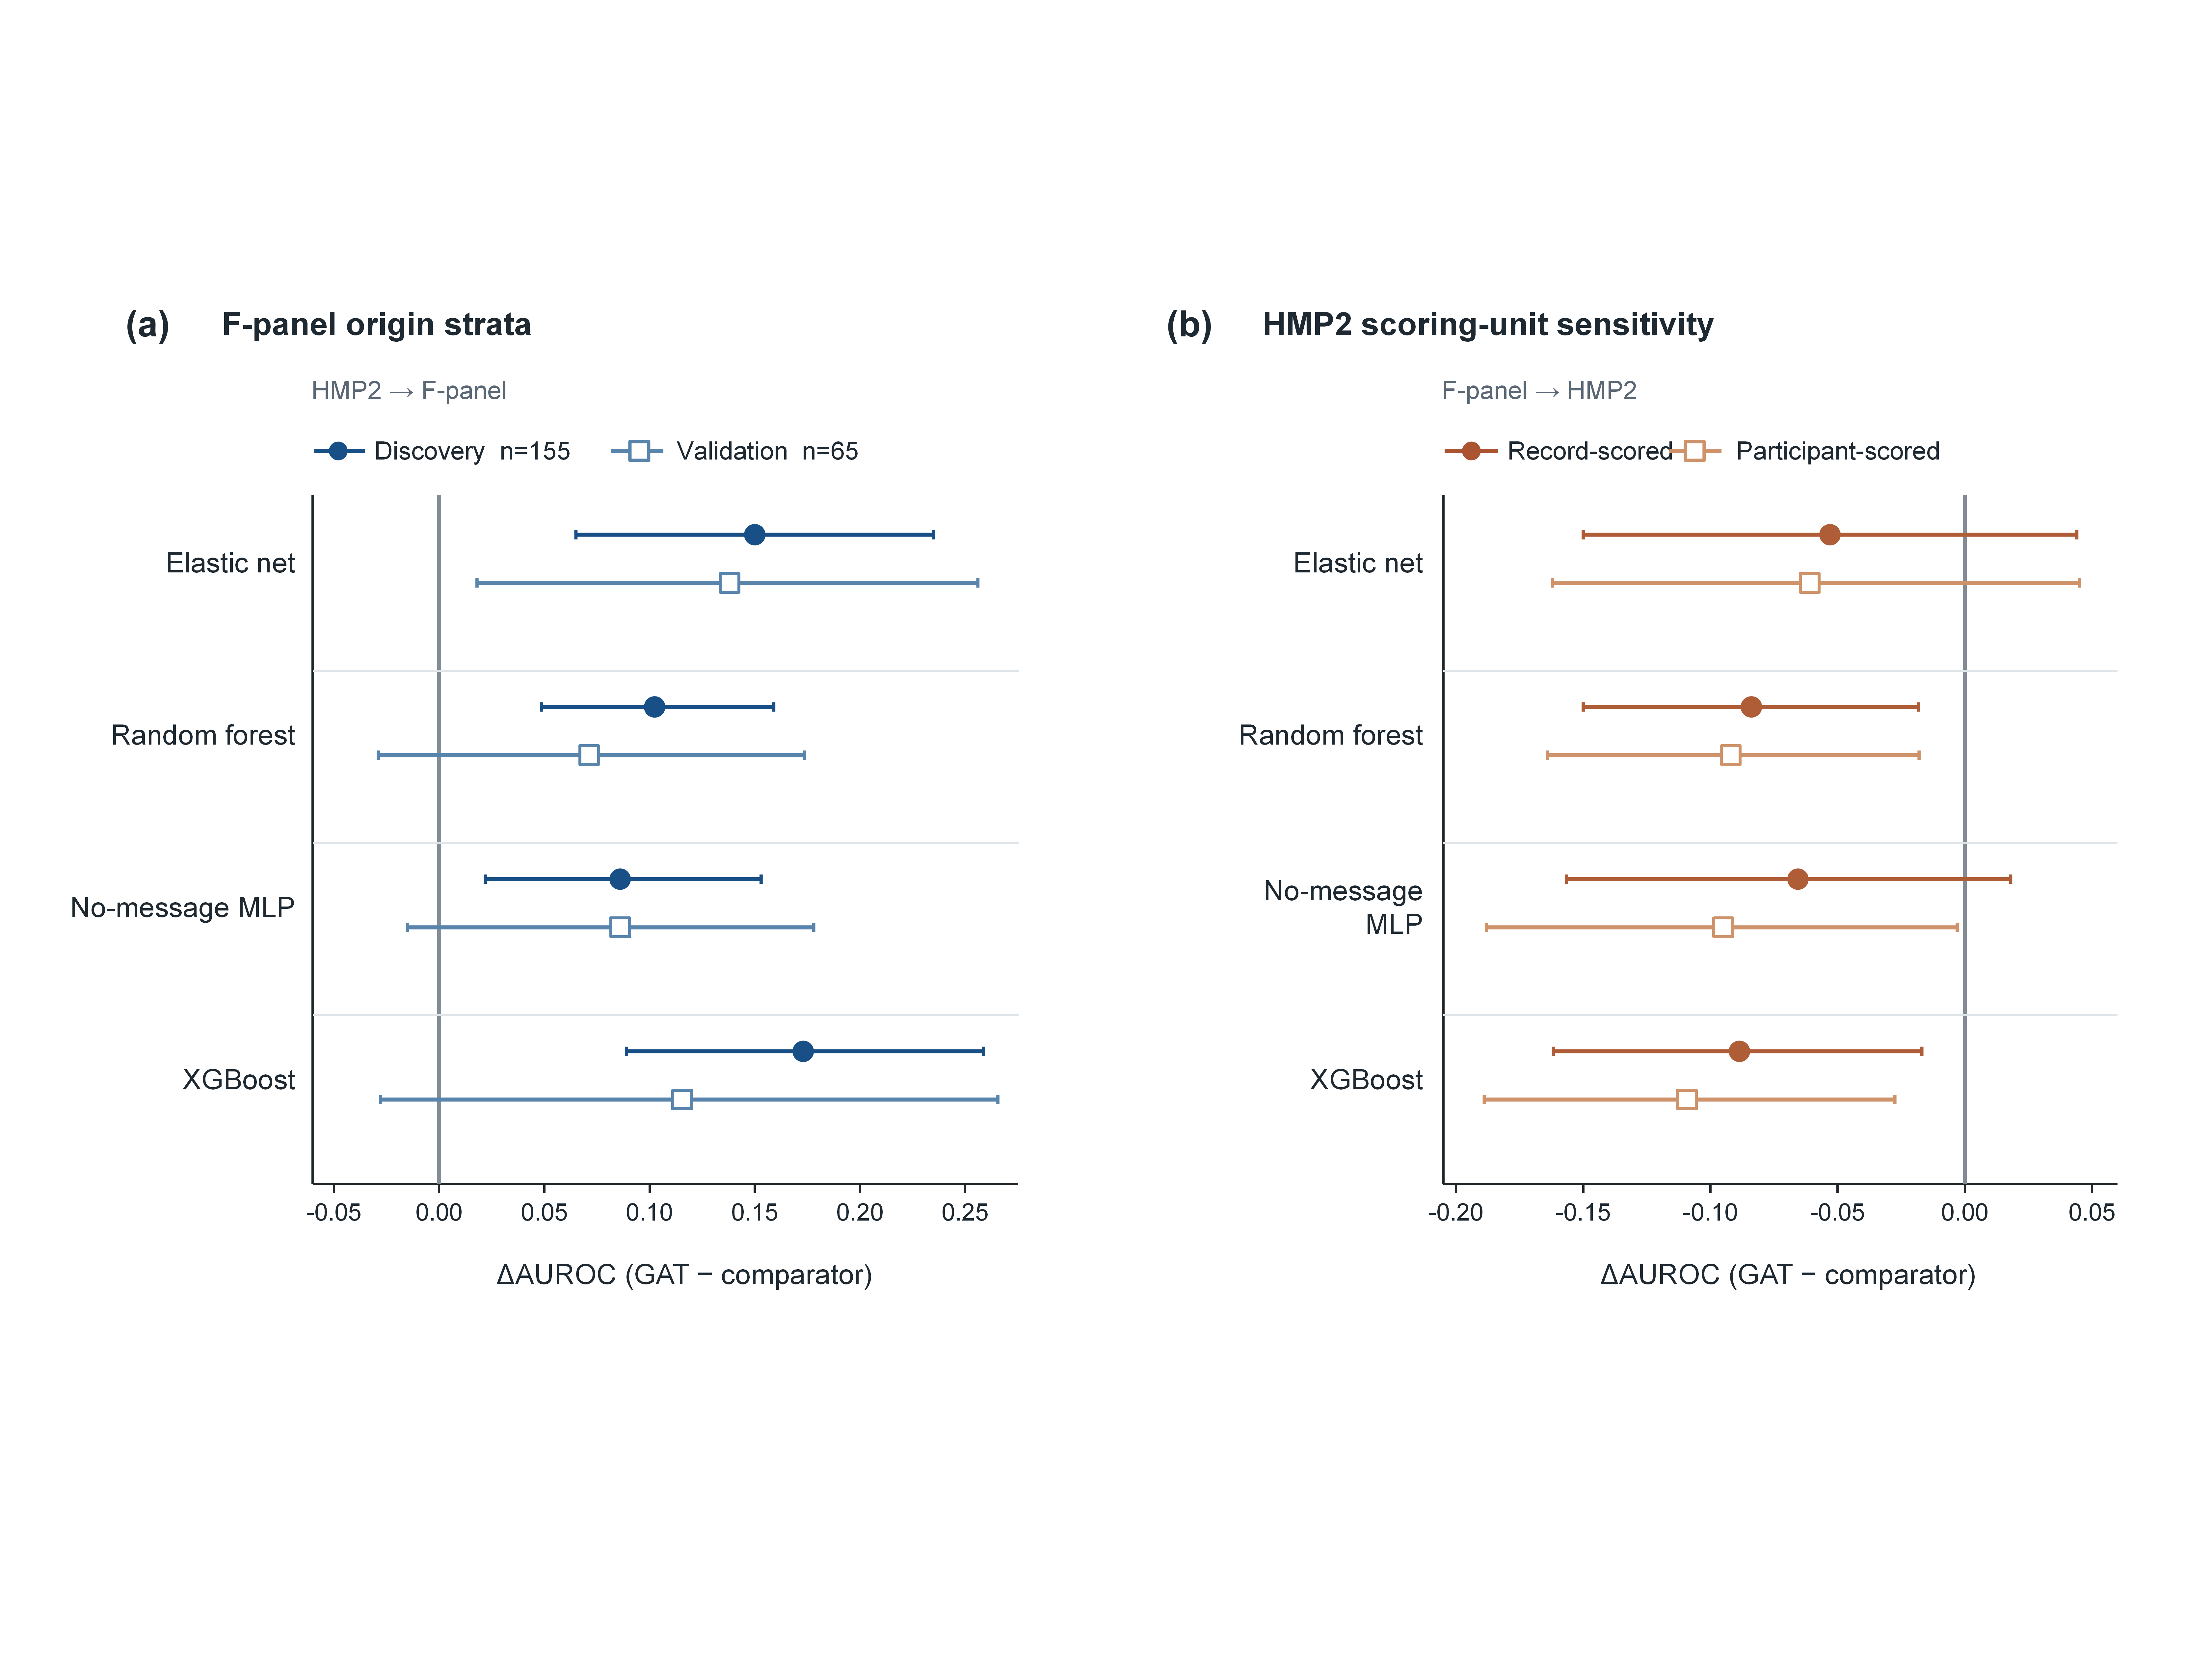 (a) F-panel origin strata
HMP2 → F-panel
Discovery n=155 Validation n=65
Elastic net
Random forest
No-message MLP
XGBoost
-0.05 0.00 0.05 0.10 0.15 0.20 0.25
ΔAUROC (GAT − comparator)
(b) HMP2 scoring-unit sensitivity
F-panel → HMP2
Record-scored Participant-scored
Elastic net
Random forest
No-message
MLP
XGBoost
-0.20 -0.15 -0.10 -0.05 0.00 0.05
ΔAUROC (GAT − comparator)